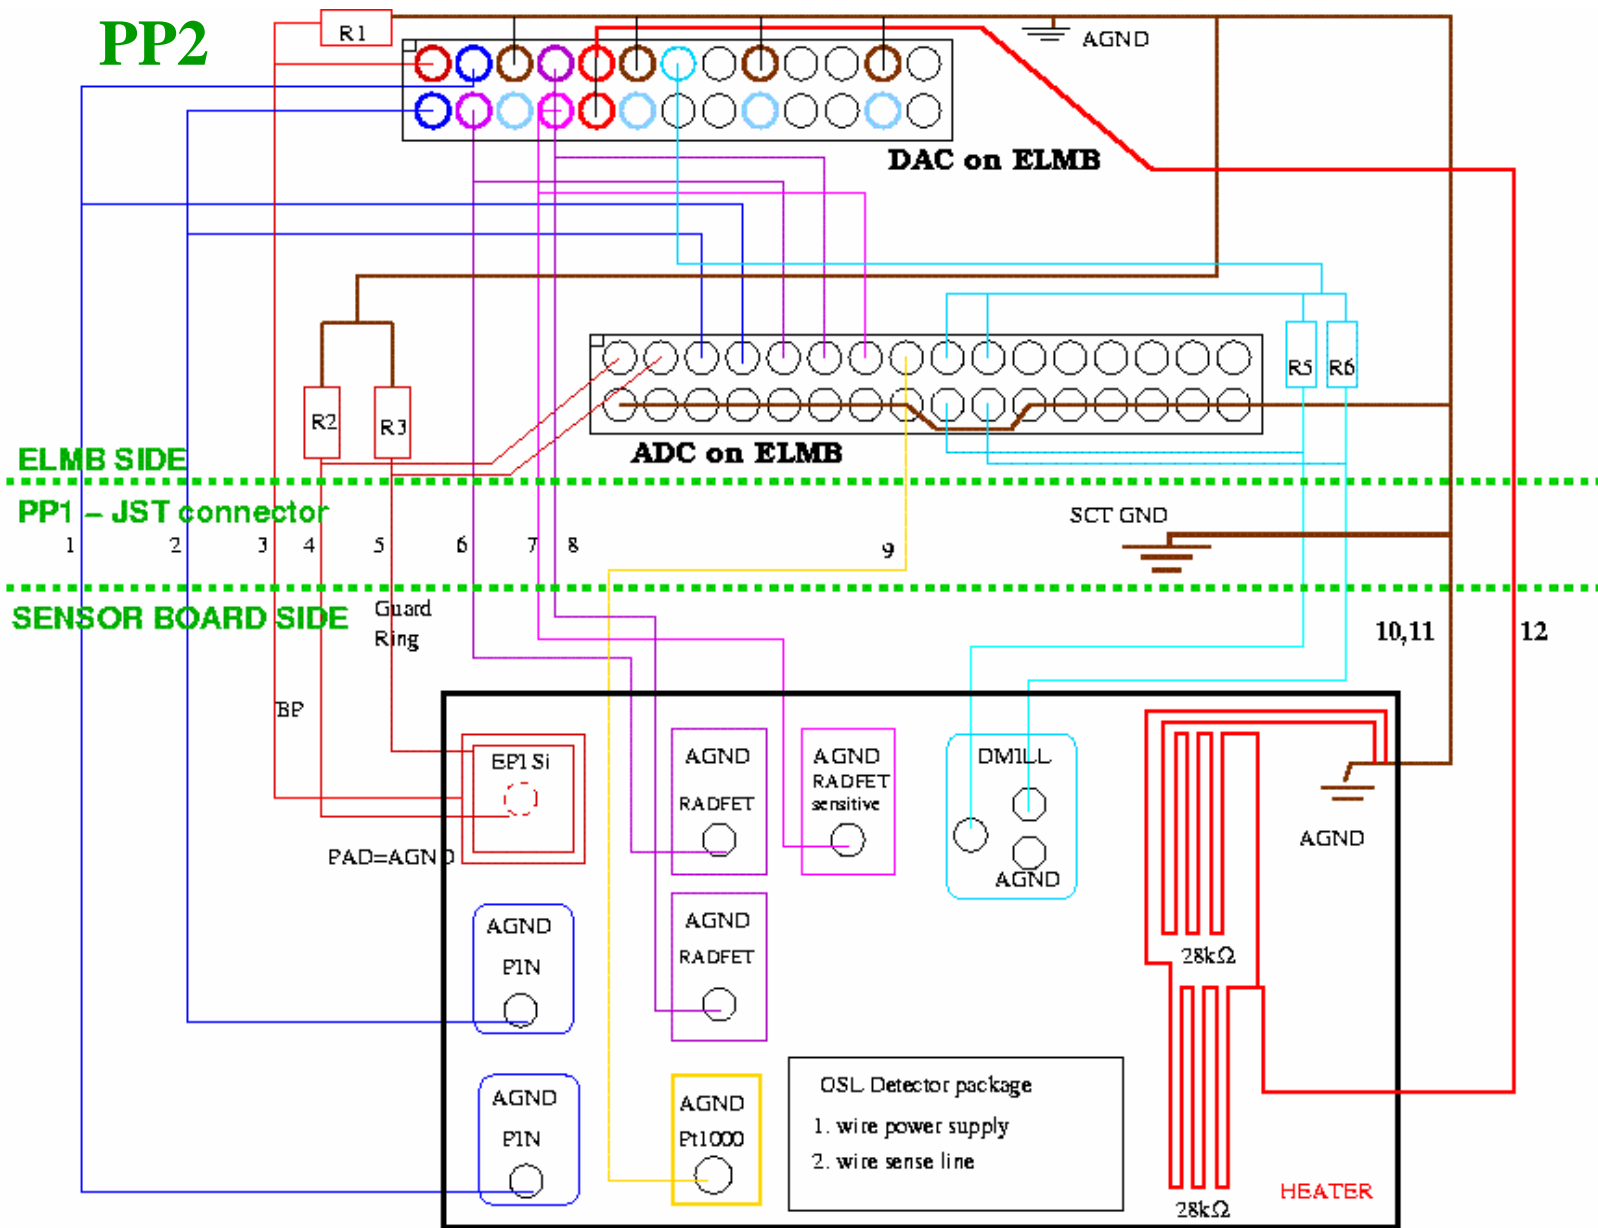 PP2
R1
AGND
DAC on ELMB
R5
R6
R2
R3
ADC on ELMB
ELMB SIDE
PP1 – JST connector
SCT GND
1
2
3
4
5
6
7
8
9
SENSOR BOARD SIDE
Guard
Ring
10,11
12
BP
EPI Si
PAD=AGND
AGND
RADFET
AGND
RADFET
sensitive
DMILL
AGND
AGND
28kΩ
AGND
PIN
AGND
RADFET
AGND
PIN
AGND
Pt1000
OSL Detector package
1. wire power supply
2. wire sense line
HEATER
28kΩ